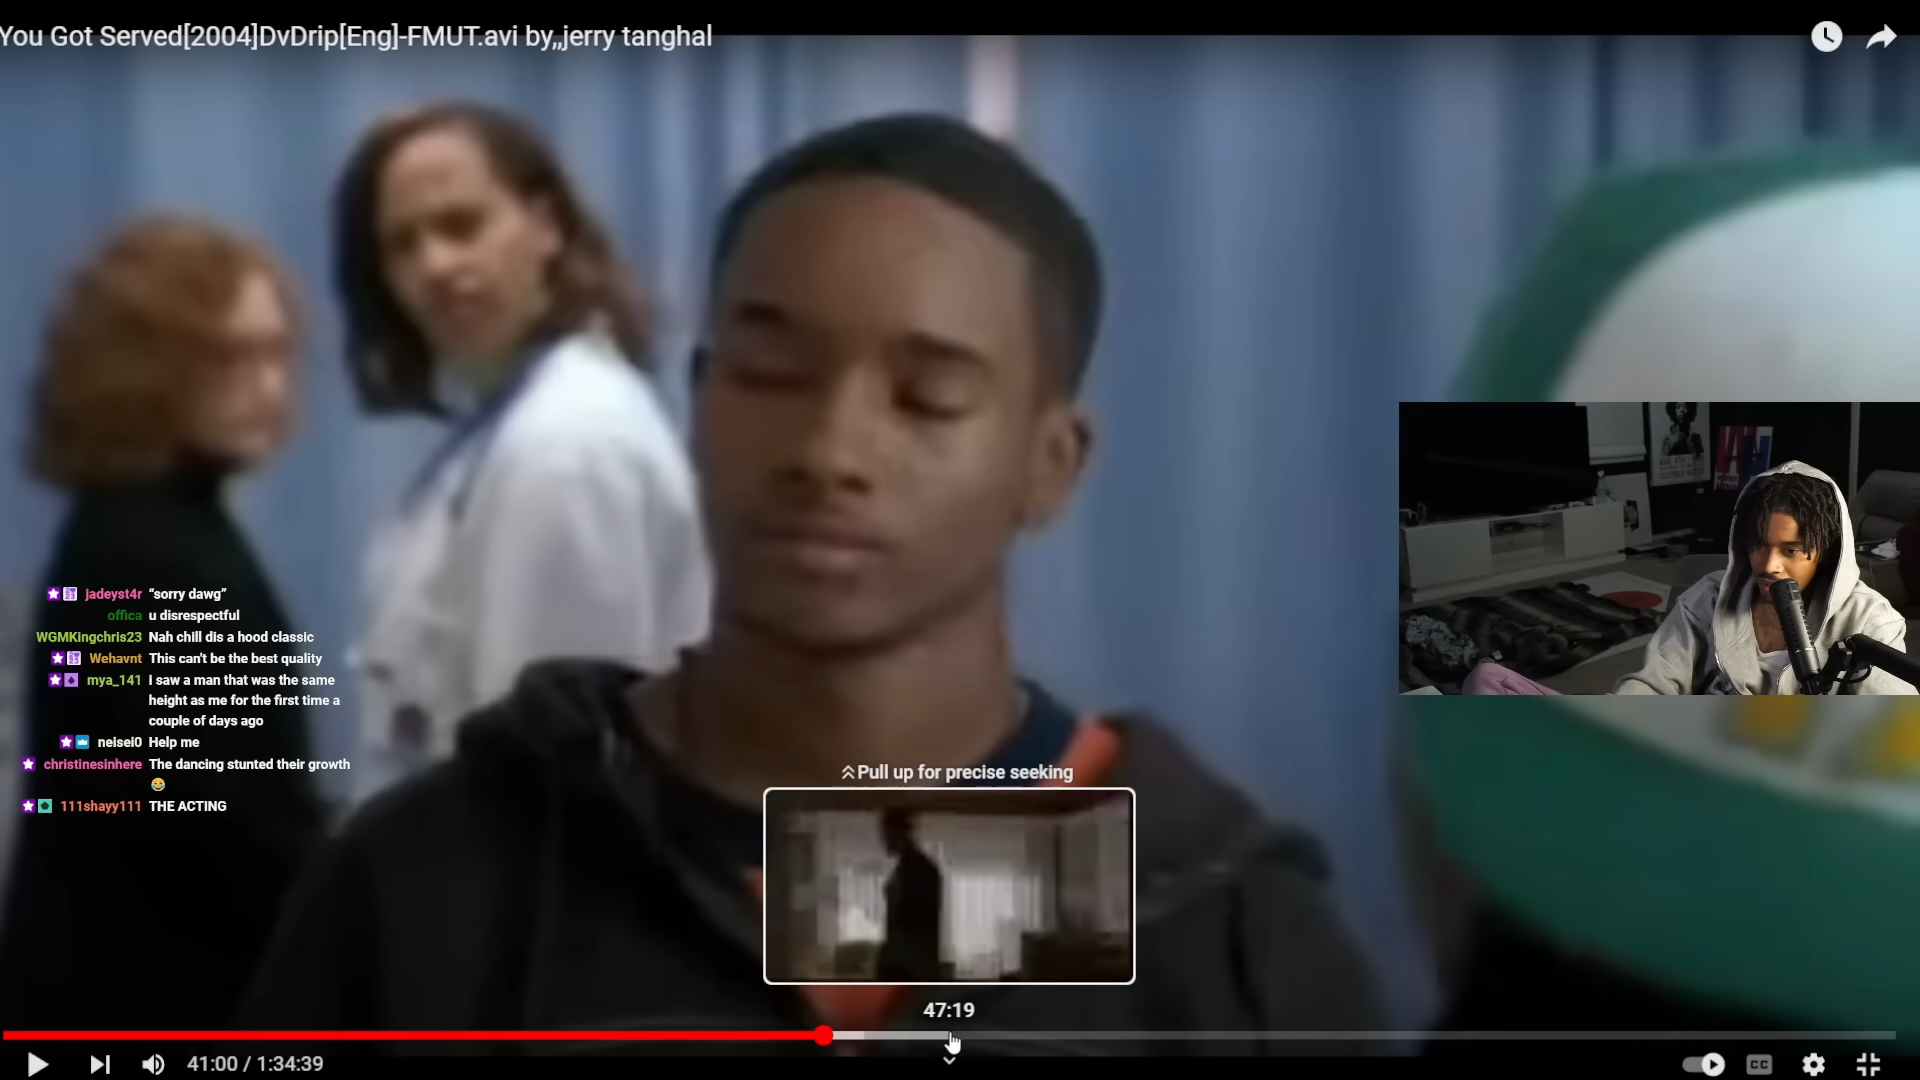 You Got Served[2004]DvDrip[Eng]-FMUT.avi by,,jerry tanghal
jadeyst4r “sorry dawg”
offica u disrespectful
WGMKingchris23 Nah chill dis a hood classic
Wehavnt This can't be the best quality
mya_141 i saw a man that was the same
height as me for the first time a
couple of days ago
neisei0 Help me
christinesinhere The dancing stunted their growth
😂
111shayy111 THE ACTING
Pull up for precise seeking
47:19
41:00 / 1:34:39
CC